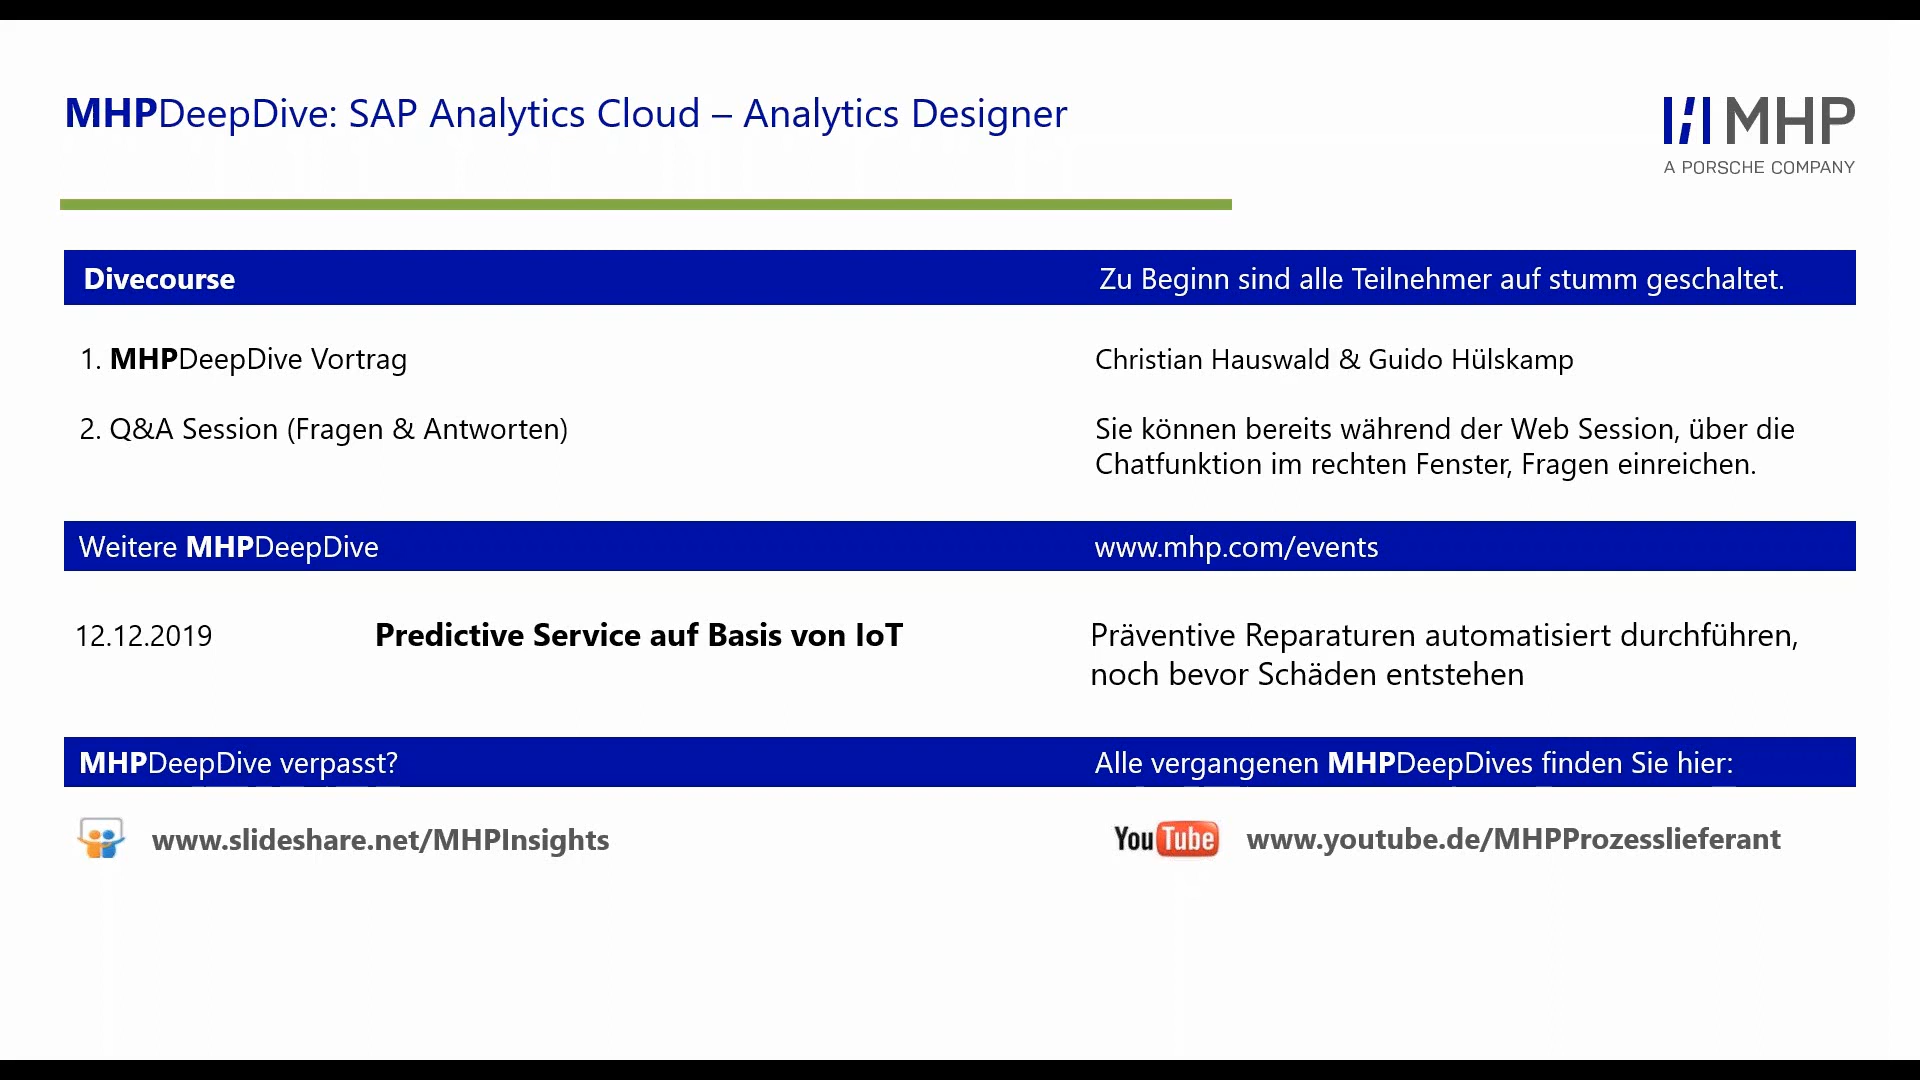 MHPDeepDive: SAP Analytics Cloud – Analytics Designer
MHP
A PORSCHE COMPANY
Divecourse
Zu Beginn sind alle Teilnehmer auf stumm geschaltet.
1. MHPDeepDive Vortrag
Christian Hauswald & Guido Hülskamp
2. Q&A Session (Fragen & Antworten)
Sie können bereits während der Web Session, über die
Chatfunktion im rechten Fenster, Fragen einreichen.
Weitere MHPDeepDive
www.mhp.com/events
12.12.2019
Predictive Service auf Basis von IoT
Präventive Reparaturen automatisiert durchführen,
noch bevor Schäden entstehen
MHPDeepDive verpasst?
Alle vergangenen MHPDeepDives finden Sie hier:
www.slideshare.net/MHPInsights
YouTube
www.youtube.de/MHPProzesslieferant